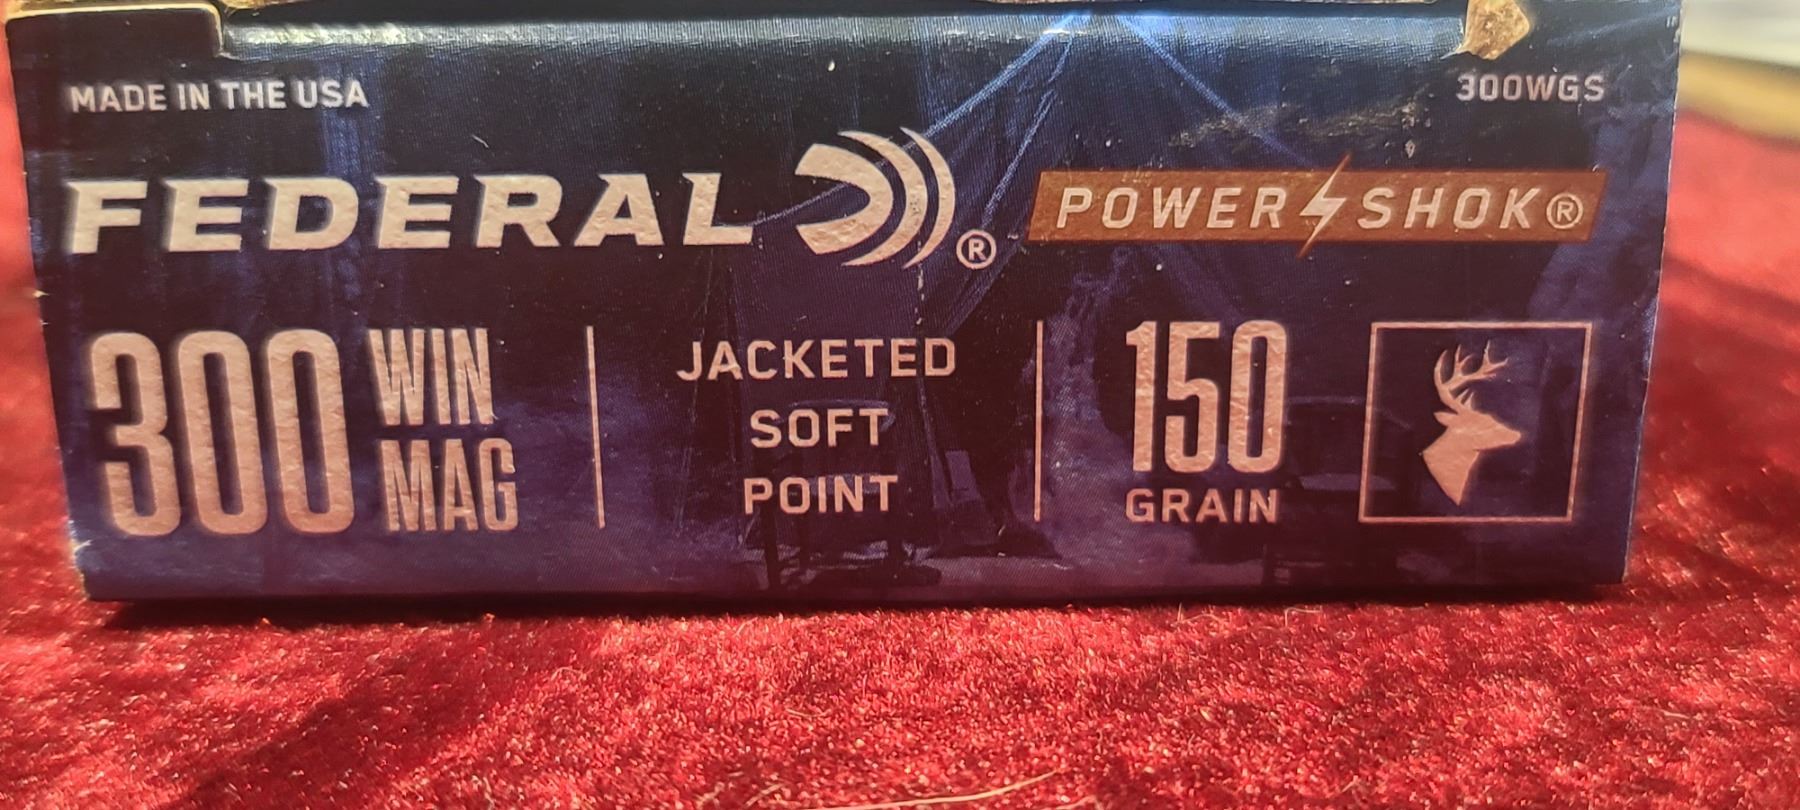 MADE IN THE USA
300WGS
FEDERAL®
POWER SHOK®
300 WIN MAG
JACKETED
SOFT
POINT
150
GRAIN